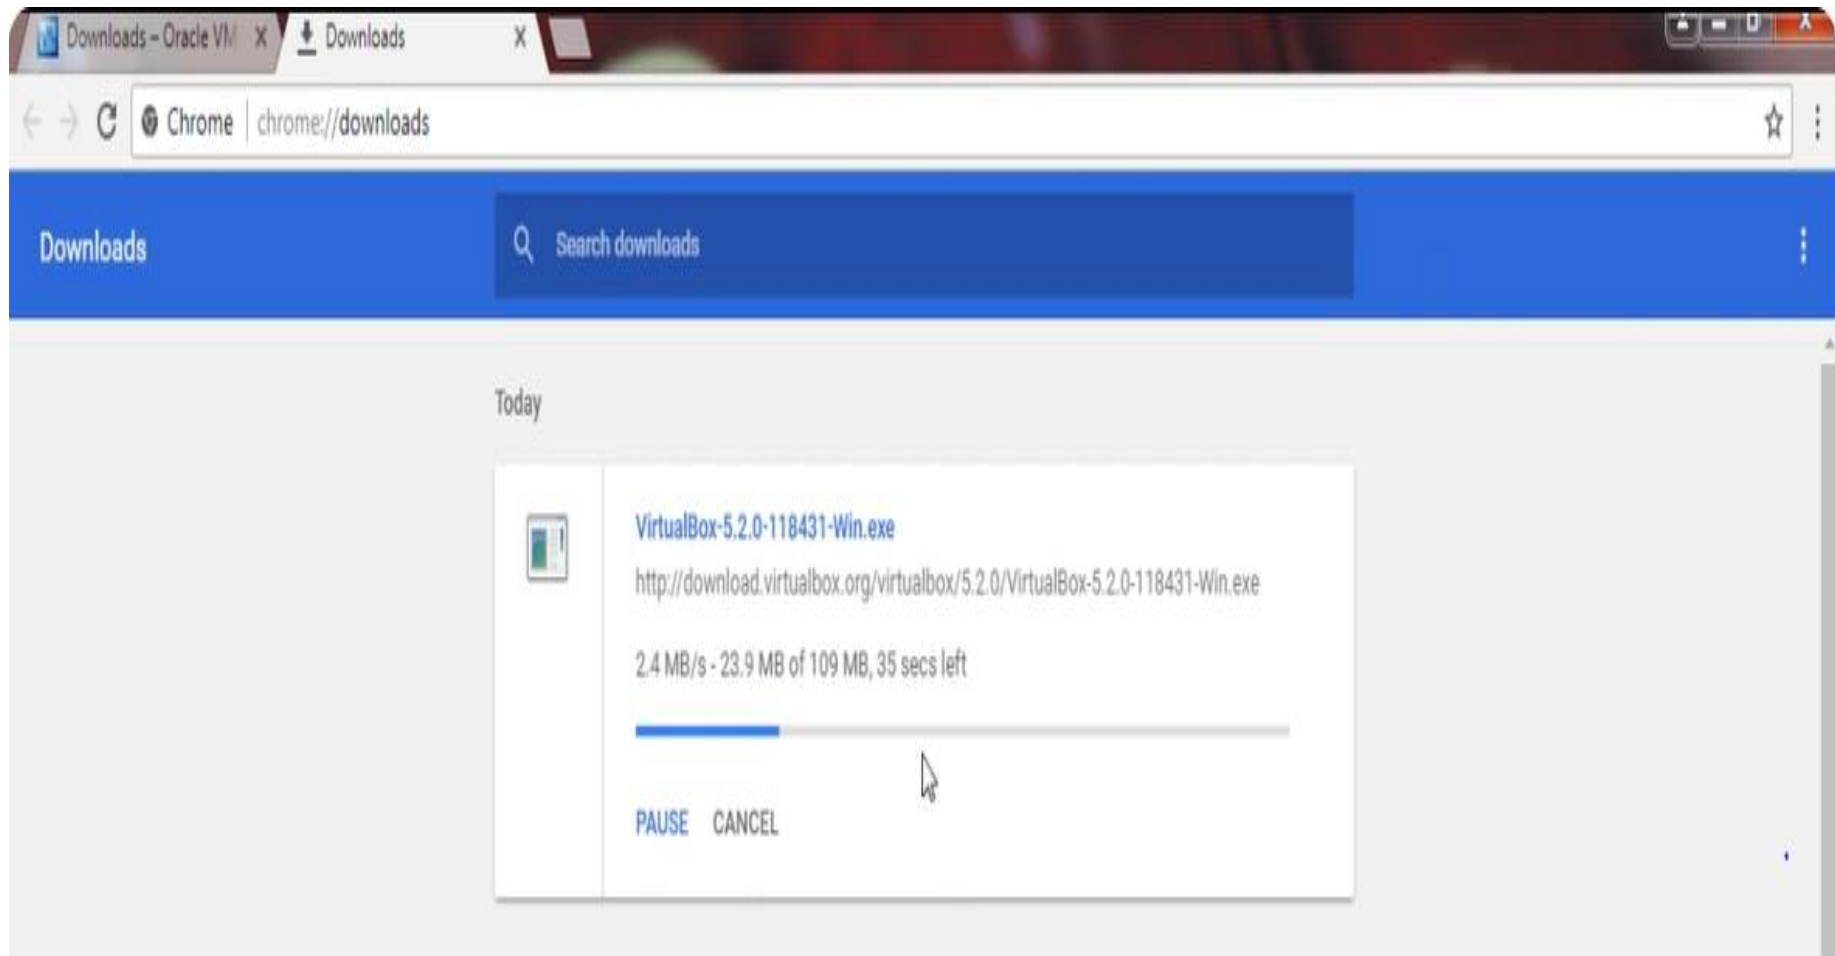 Downloads – Oracle VM
Downloads
Chrome chrome://downloads
Downloads
Search downloads
Today
VirtualBox-5.2.0-118431-Win.exe
http://download.virtualbox.org/virtualbox/5.2.0/VirtualBox-5.2.0-118431-Win.exe
2.4 MB/s - 23.9 MB of 109 MB, 35 secs left
PAUSE CANCEL